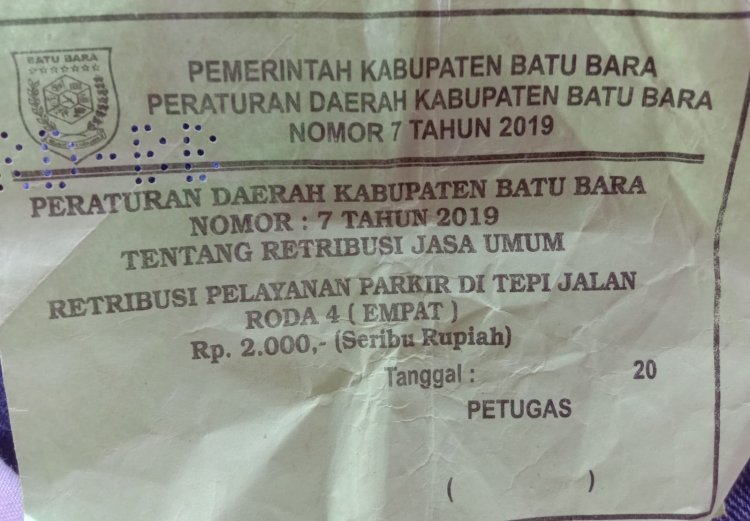 BATU BARA
PEMERINTAH KABUPATEN BATU BARA
PERATURAN DAERAH KABUPATEN BATU BARA
NOMOR 7 TAHUN 2019
PERATURAN DAERAH KABUPATEN BATU BARA
NOMOR : 7 TAHUN 2019
TENTANG RETRIBUSI JASA UMUM
RETRIBUSI PELAYANAN PARKIR DI TEPI JALAN
RODA 4 ( EMPAT )
Rp. 2.000,- (Seribu Rupiah)
Tanggal : 20
PETUGAS
( )